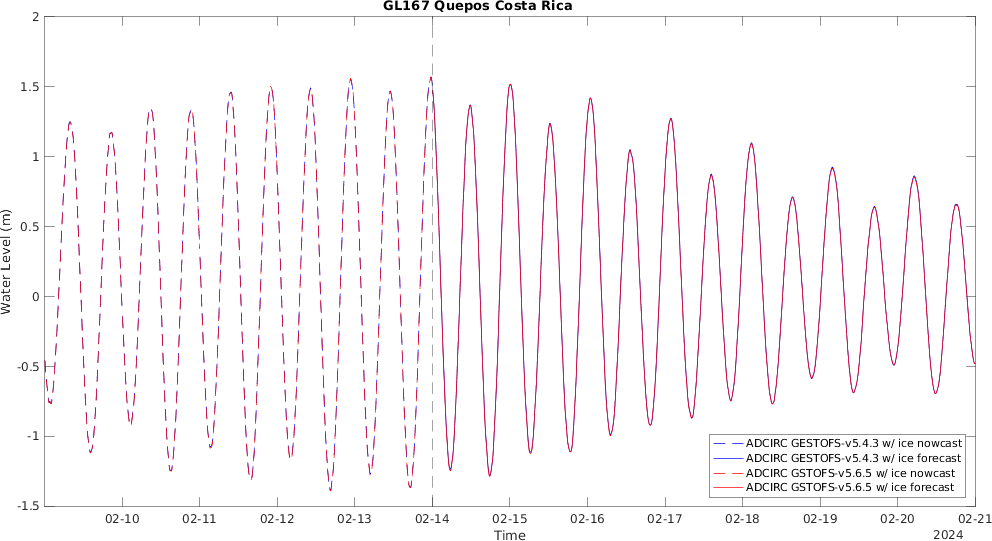 GL167 Quepos Costa Rica
2
1.5
1
0.5
0
-0.5
-1
-1.5
Water Level (m)
02-10 02-11 02-12 02-13 02-14 02-15 02-16 02-17 02-18 02-19 02-20 02-21
Time
2024
ADCIRC GESTOFS-v5.4.3 w/ ice nowcast
ADCIRC GESTOFS-v5.4.3 w/ ice forecast
ADCIRC GSTOFS-v5.6.5 w/ ice nowcast
ADCIRC GSTOFS-v5.6.5 w/ ice forecast